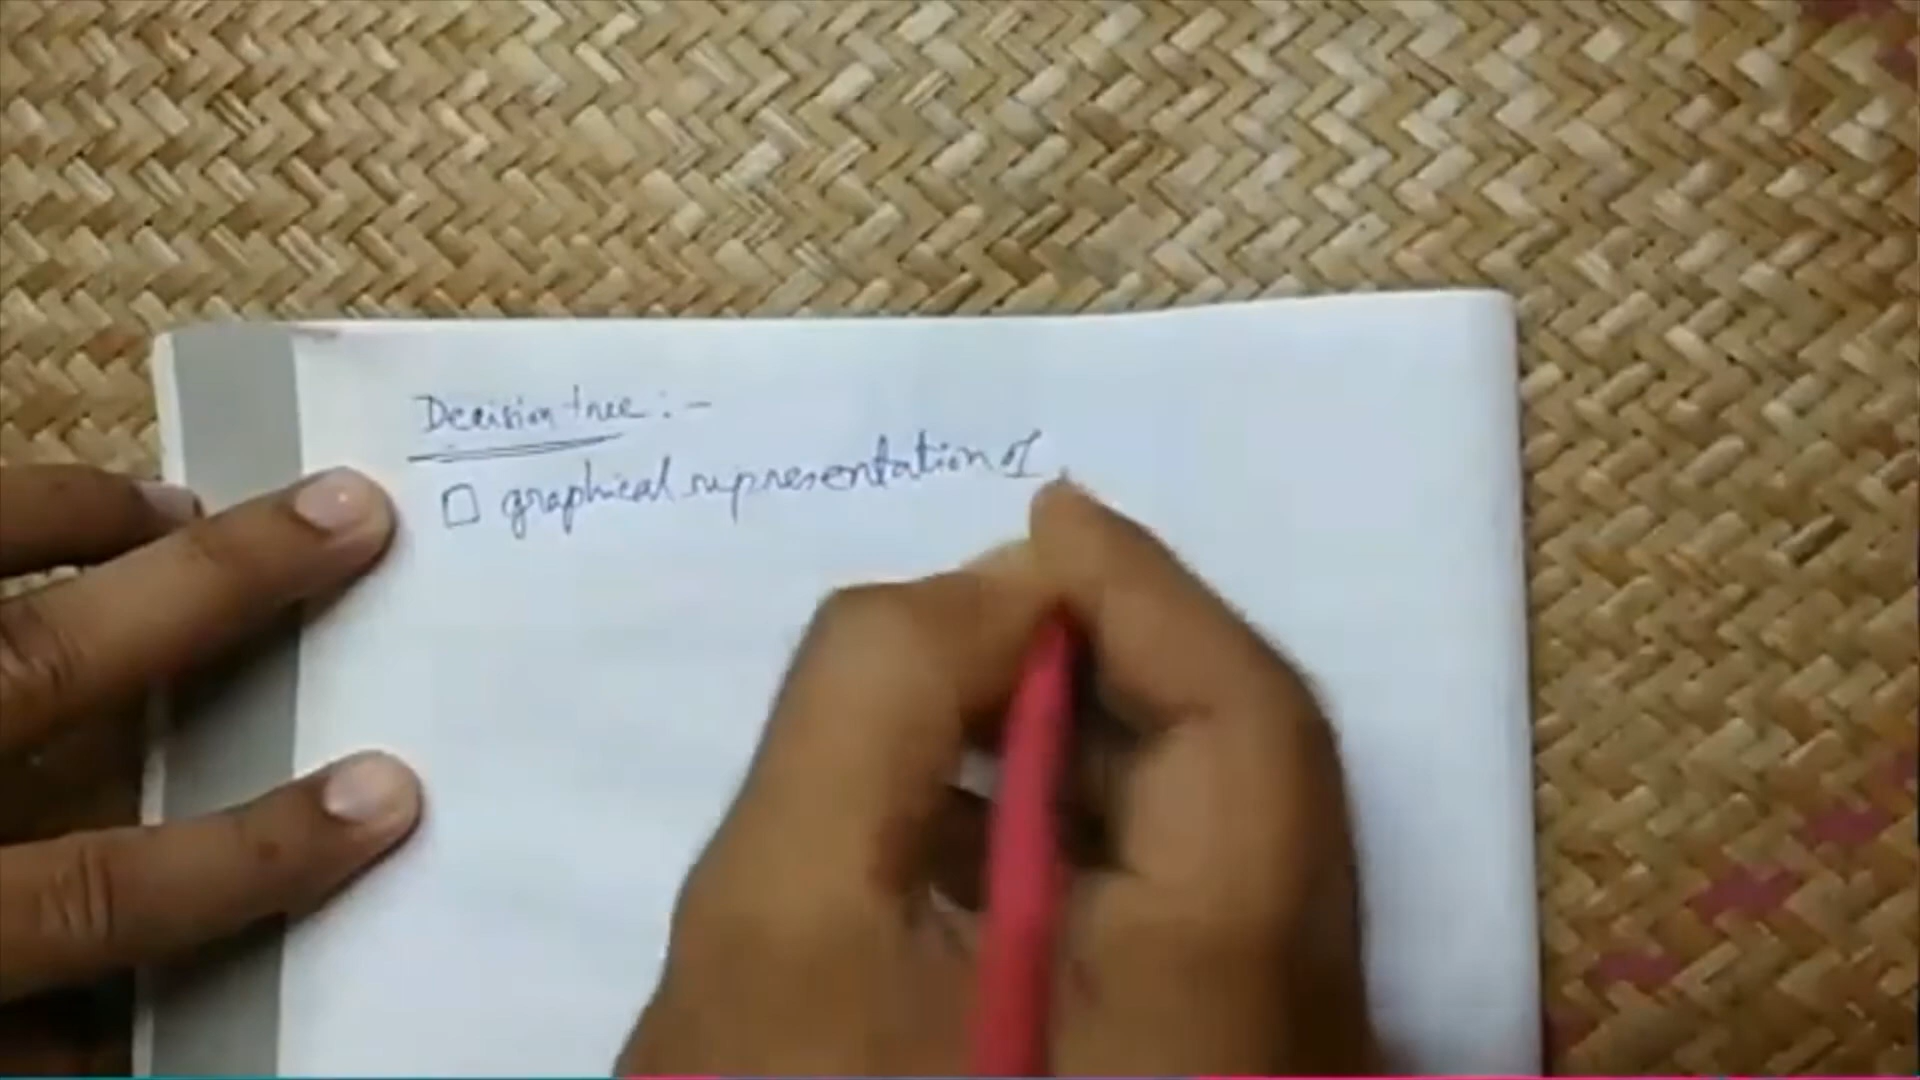 Decision tree :-
□ graphical representation of